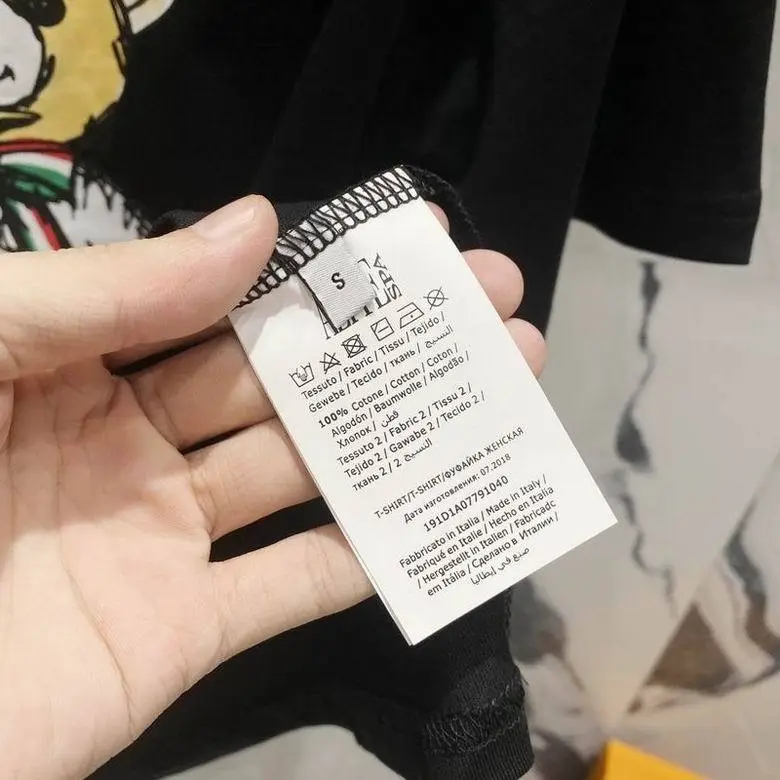 S
SPA
Tessuto / Fabric / Tissu / Tejido /
Gewebe / Tecido / ткань / النسيج
100% Cotone / Cotton / Coton /
Algodón / Baumwolle / Algodão /
Хлопок / قطن
Tessuto 2 / Fabric 2 / Tissu 2 /
Tejido 2 / Gawebe 2 / Tecido 2 /
ткань 2 / 2 النسيج
T-SHIRT/T-SHIRT/ФУФАЙКА ЖЕНСКАЯ
Дата изготовления: 07.2018
191D1A07791040
Fabbricato in Italia / Made in Italy /
Fabriqué en Italie / Hecho en Italia
/ Hergestellt in Italien / Fabricado
em Itália / Сделано в Италии /
صنع في إيطاليا